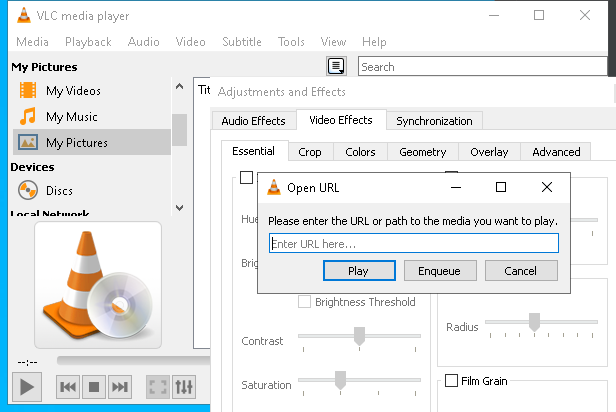 VLC media player
Media Playback Audio Video Subtitle Tools View Help
My Pictures
Search
My Videos
My Music
My Pictures
Devices
Discs
Local Network
--:--
Adjustments and Effects
Audio Effects Video Effects Synchronization
Essential Crop Colors Geometry Overlay Advanced
Open URL
Please enter the URL or path to the media you want to play.
Enter URL here...
Play Enqueue Cancel
Brightness Threshold
Contrast
Saturation
Radius
Film Grain